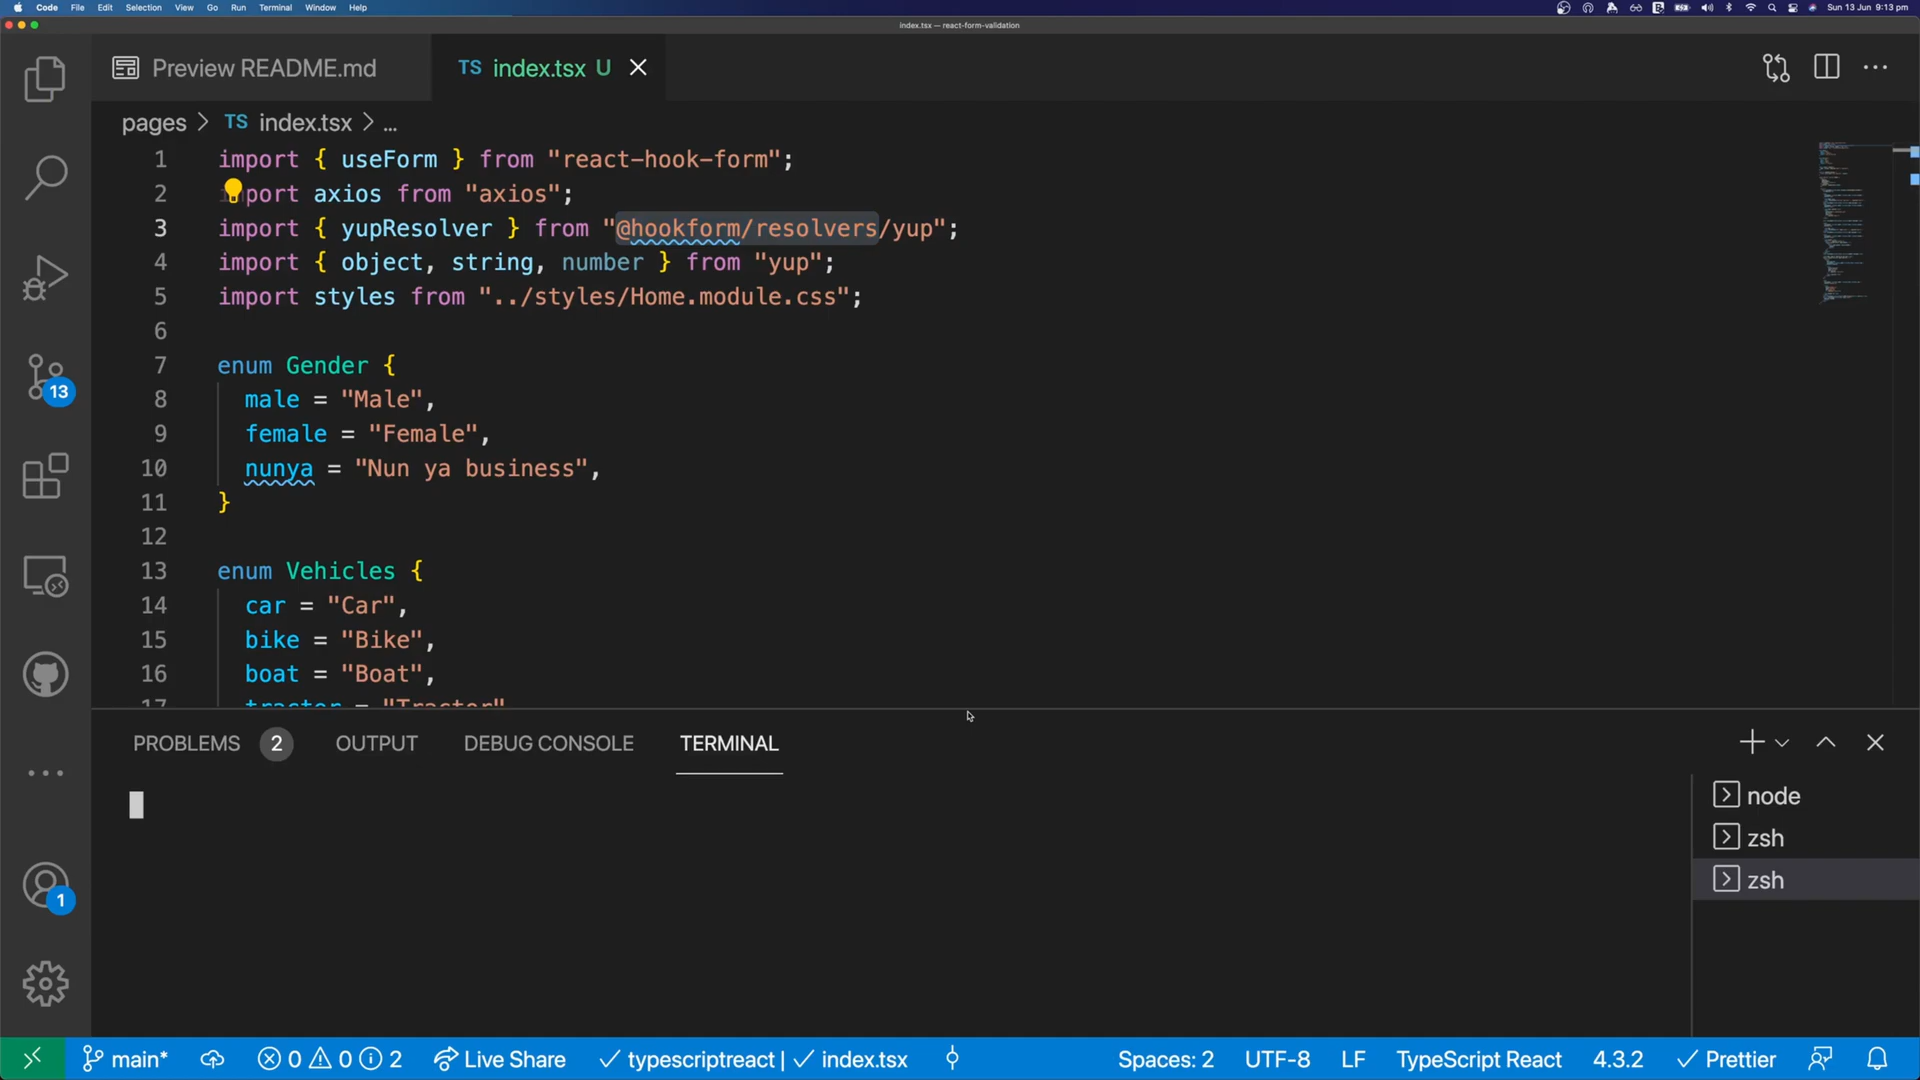 Code File Edit Selection View Go Run Terminal Window Help Sun 13 Jun 9:13 pm
index.tsx — react-form-validation
Preview README.md TS index.tsx U
pages > TS index.tsx > ...
1 import { useForm } from "react-hook-form";
2 import axios from "axios";
3 import { yupResolver } from "@hookform/resolvers/yup";
4 import { object, string, number } from "yup";
5 import styles from "../styles/Home.module.css";
6
7 enum Gender {
8 male = "Male",
9 female = "Female",
10 nunya = "Nun ya business",
11 }
12
13 enum Vehicles {
14 car = "Car",
15 bike = "Bike",
16 boat = "Boat",
17 tractor = "Tractor"
PROBLEMS 2 OUTPUT DEBUG CONSOLE TERMINAL
node
zsh
zsh
13
1
main* 0 0 2 Live Share typescriptreact | index.tsx Spaces: 2 UTF-8 LF TypeScript React 4.3.2 Prettier